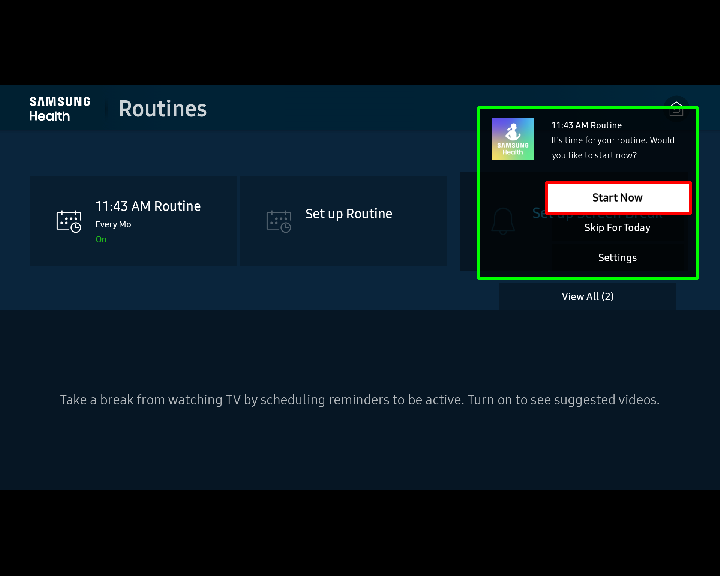 SAMSUNG
Health
Routines
11:43 AM Routine
It's time for your routine. Would
you like to start now?
SAMSUNG
Health
Start Now
Skip For Today
Settings
View All (2)
11:43 AM Routine
Every Mo
On
Set up Routine
Take a break from watching TV by scheduling reminders to be active. Turn on to see suggested videos.